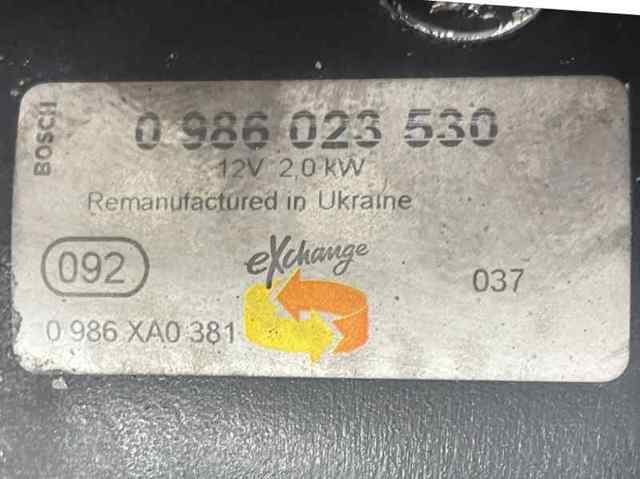 BOSCH
0 986 023 530
12V 2,0 kW
Remanufactured in Ukraine
092
eXchange
037
0 986 XA0 381